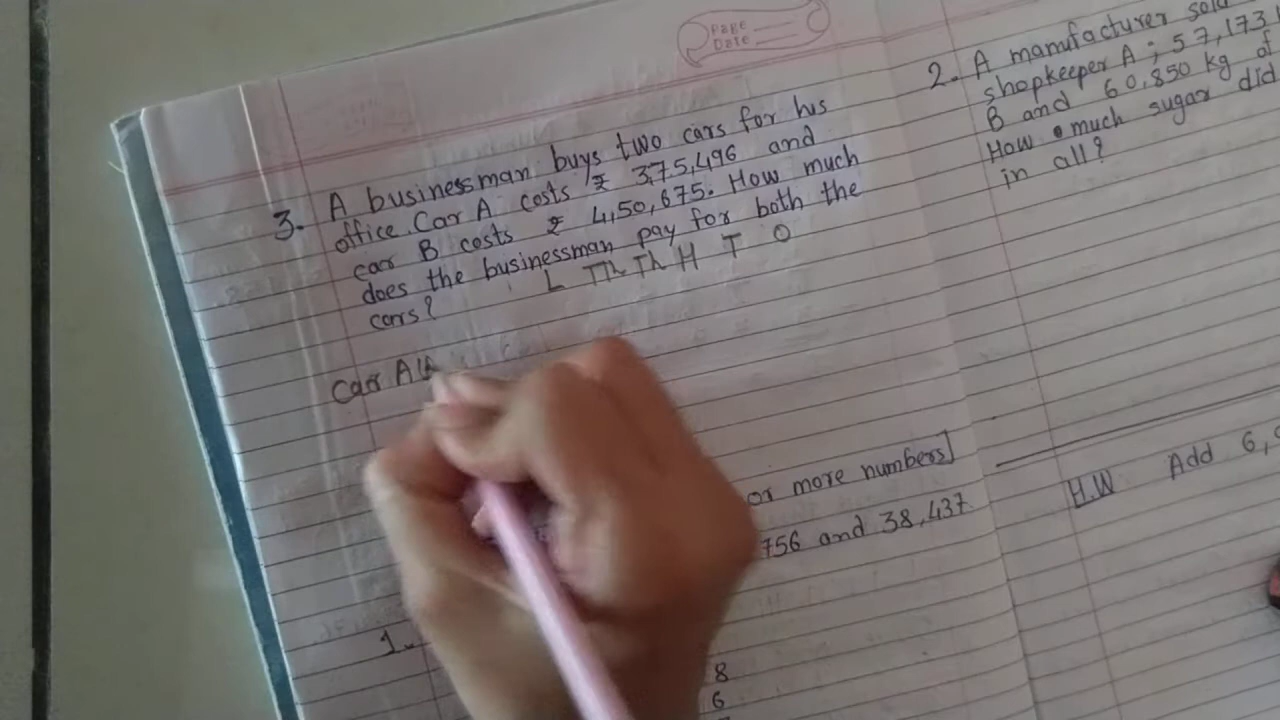 Page
Date
3. A businessman buys two cars for his
office. Car A costs ₹ 3,75,496 and
car B costs ₹ 4,50,675. How much
does the businessman pay for both the
cars?
L TTh Th H T O
Car A
or more numbers]
756 and 38,437
1.
8
6
2. A manufacturer sold
shopkeeper A; 57,173
B and 60,850 kg of
How much sugar did
in all?
H.W Add 6,